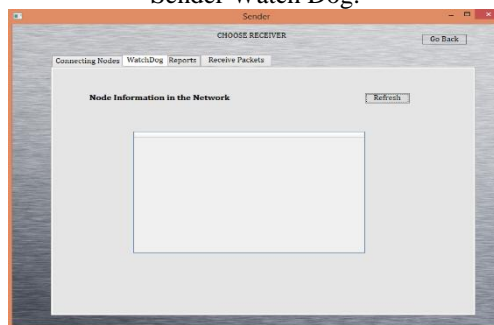 Sender Watch Dog:
Sender
CHOOSE RECEIVER
Go Back
Connecting Nodes WatchDog Reports Receive Packets
Node Information in the Network
Refresh